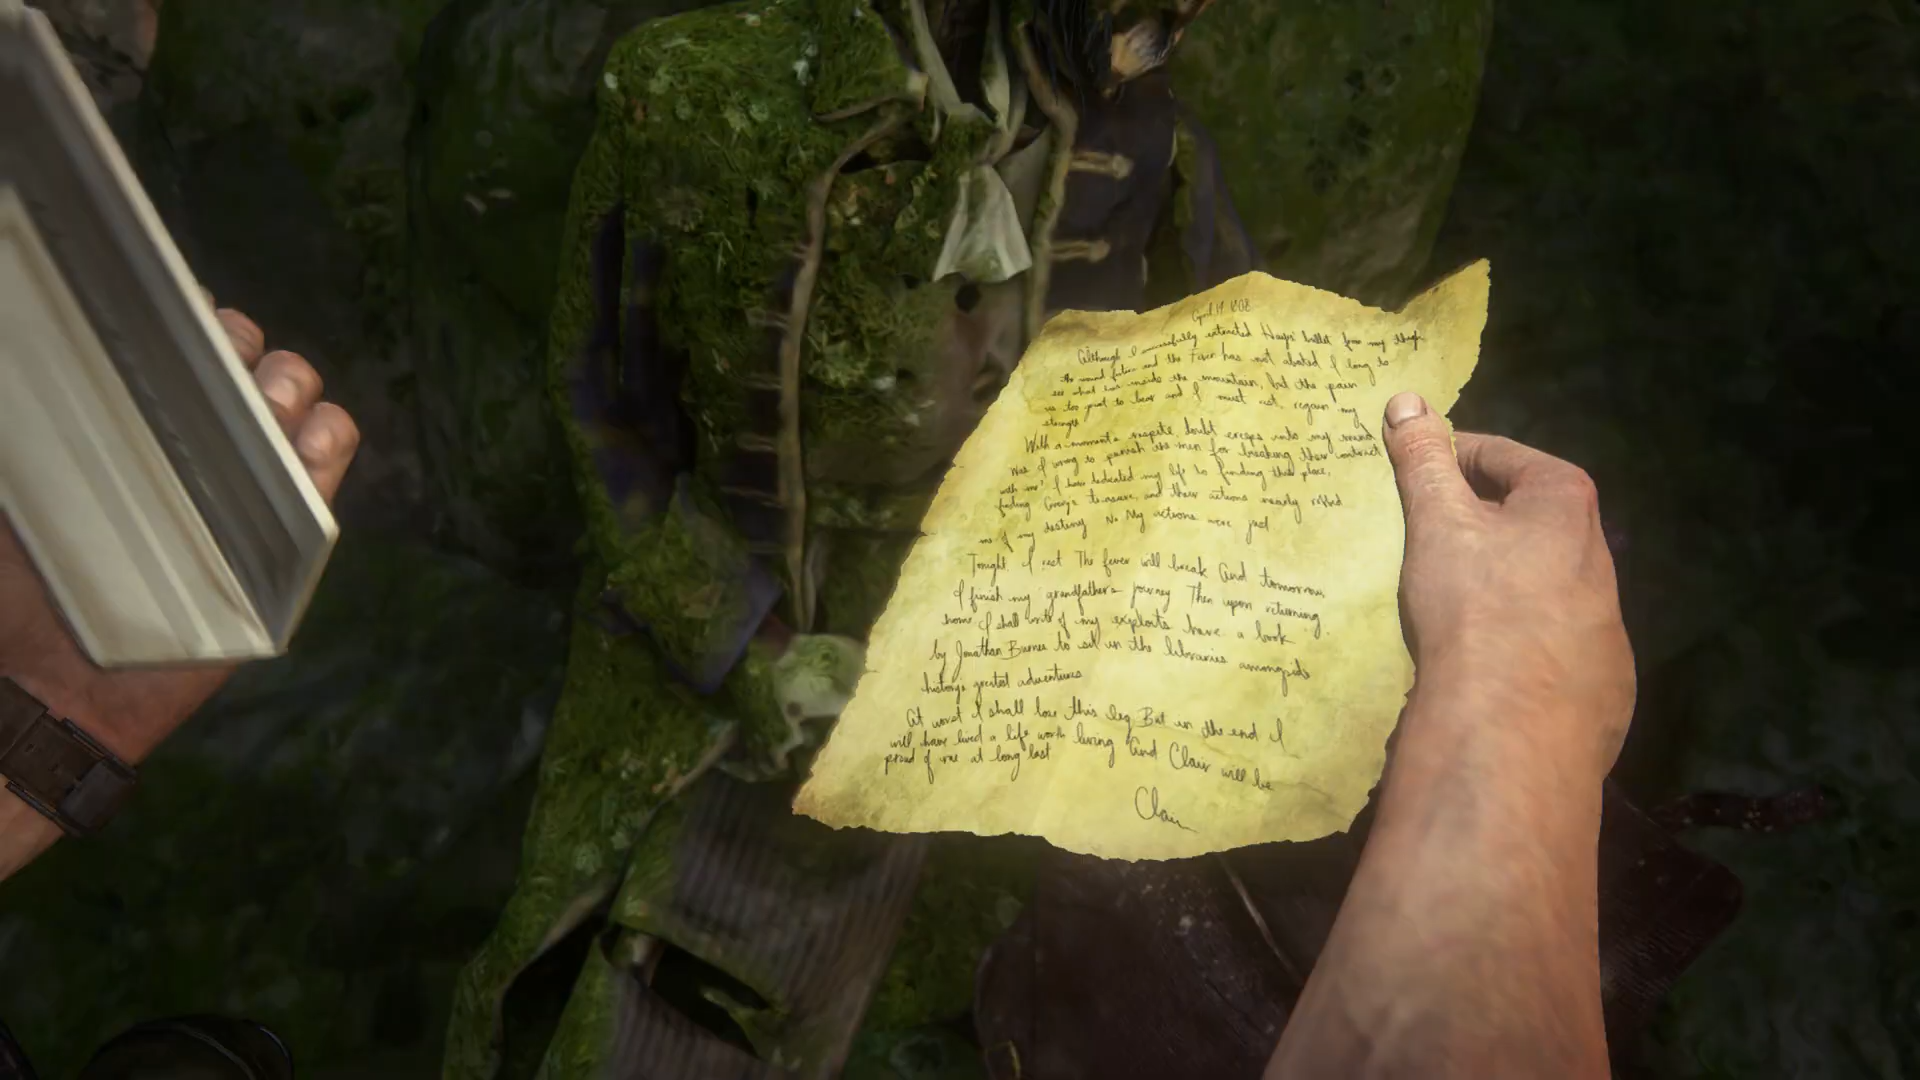 April 19 1808
Although I successfully extracted Hays' bullet from my thigh
the wound festers and the Fever has not abated I long to
see what lies inside the mountain, but the pain
is too great to bear and I must rest, regain my
strength
With a moment's respite, doubt creeps into my mind
Was I wrong to punish the men for breaking their contract
with me? I have dedicated my life to finding this place,
finding Avery's treasure, and their actions nearly robbed
me of my destiny No My actions were just
Tonight, I rest The fever will break And tomorrow,
I finish my grandfather's journey Then upon returning
home I shall write of my exploits have a book
by Jonathan Burnes to sit in the libraries amongside
history's greatest adventures
At worst I shall lose this leg But in the end I
will have lived a life worth living And Clair will be
proud of me at long last
Clair